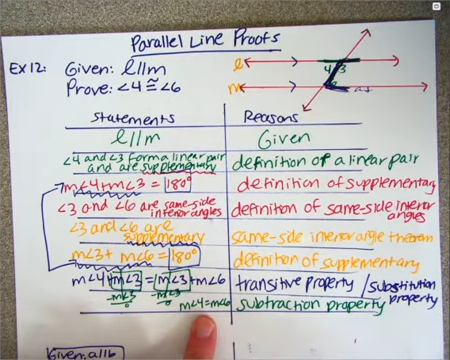 Parallel Line Proofs
Ex 12: Given: l||m
Prove: ∠4≅∠6
l
m
4 3
Statements Reasons
l||m Given
∠4 and ∠3 form a linear pair and are supplementary definition of a linear pair
m∠4+m∠3=180° definition of supplementary
∠3 and ∠6 are same-side interior angles definition of same-side interior angles
∠3 and ∠6 are supplementary same-side interior angle theorem
m∠3+m∠6=180° definition of supplementary
m∠4+m∠3=m∠3+m∠6 transitive property/substitution property
-m∠3 -m∠3
0 0
m∠4=m∠6 subtraction property
Given: a||b